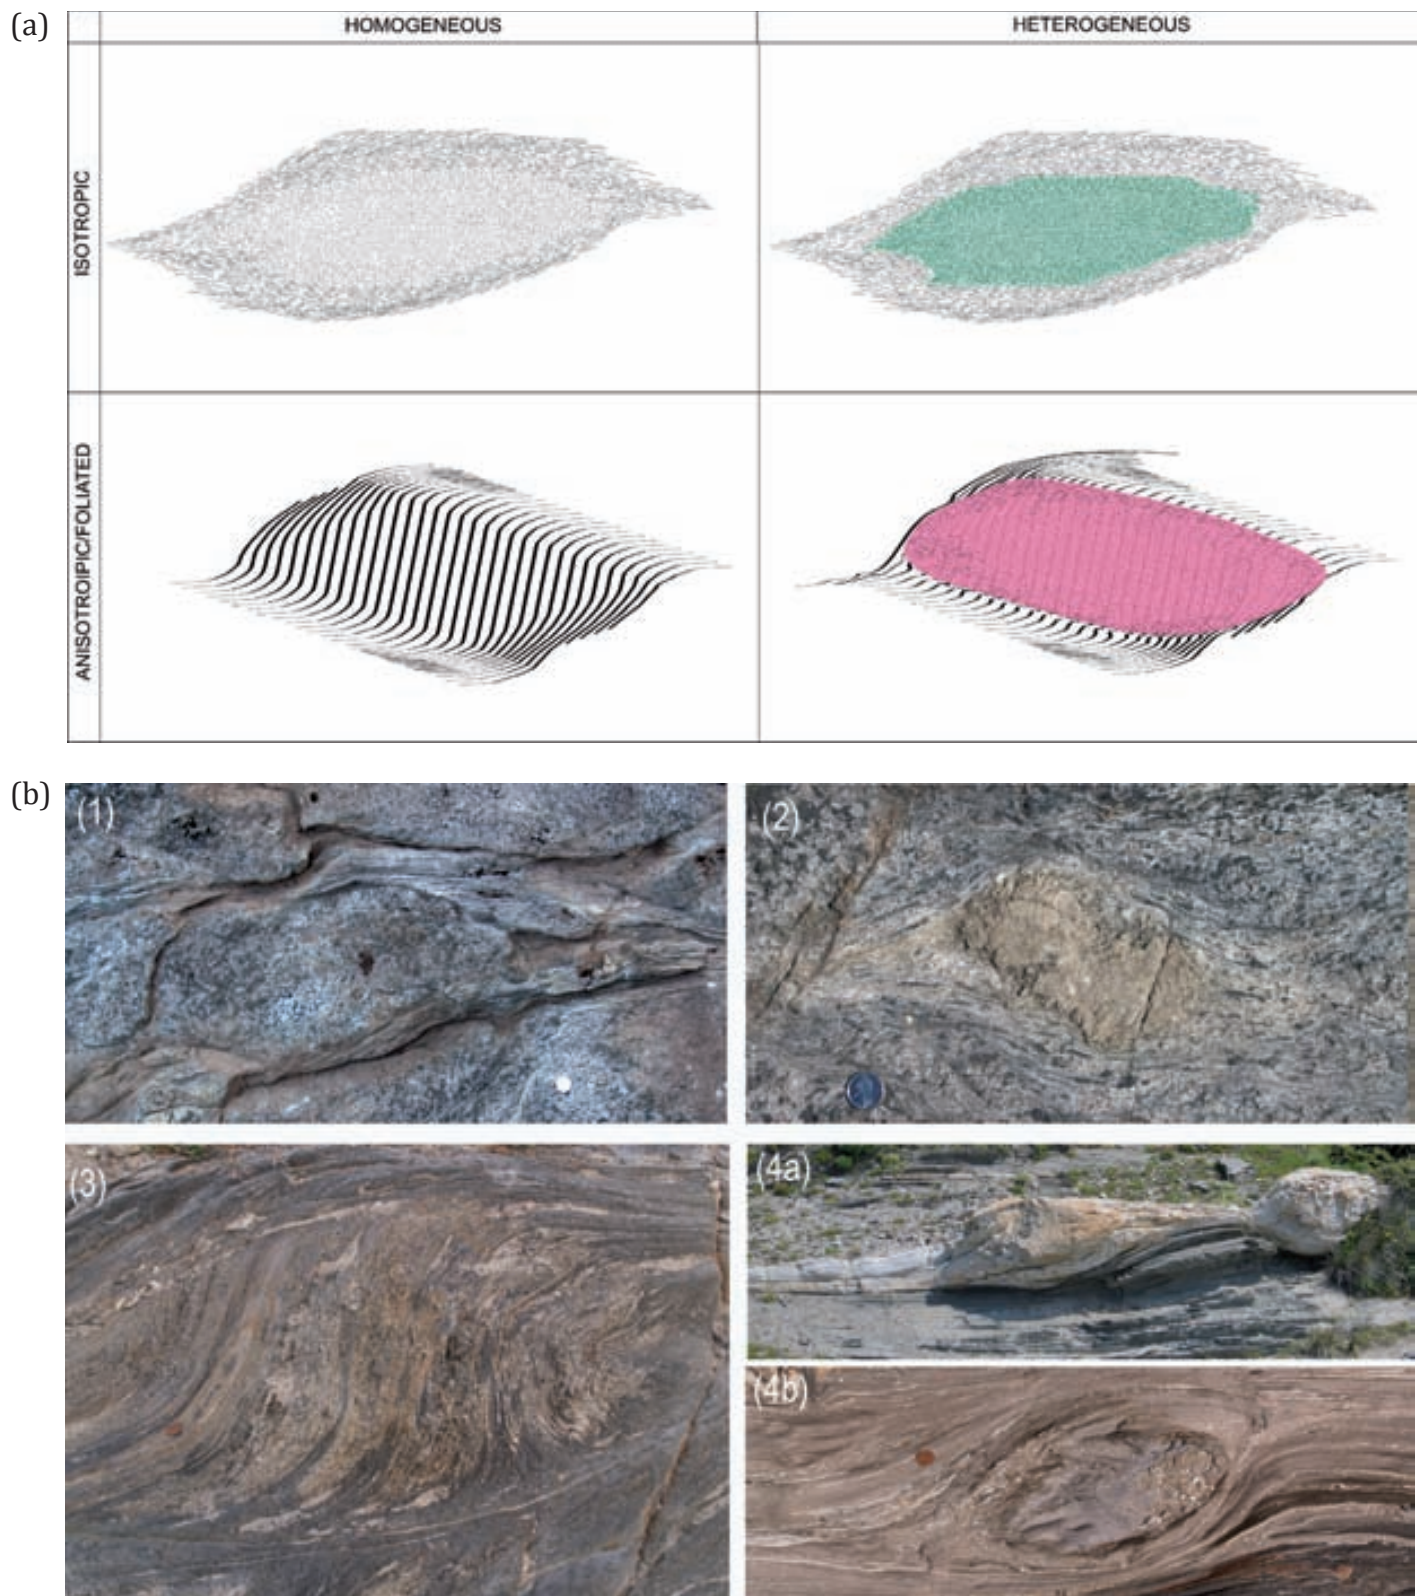 (a)
HOMOGENEOUS
HETEROGENEOUS
ISOTROPIC
ANISOTROIPIC/FOLIATED
(b)
(1)
(2)
(3)
(4a)
(4b)